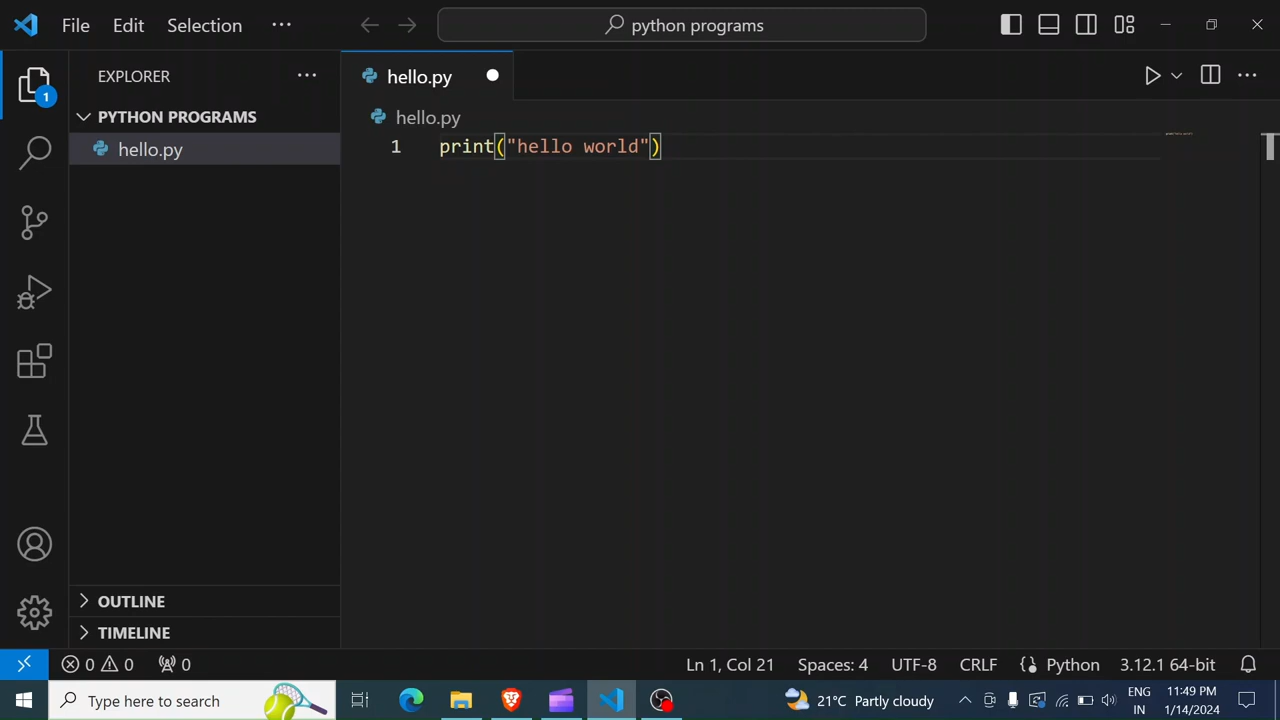 File Edit Selection ··· python programs
EXPLORER ···
hello.py
1
PYTHON PROGRAMS
hello.py
hello.py
1 print("hello world")
OUTLINE
TIMELINE
0 0 0 Ln 1, Col 21 Spaces: 4 UTF-8 CRLF Python 3.12.1 64-bit
Type here to search 21°C Partly cloudy ENG IN 11:49 PM 1/14/2024